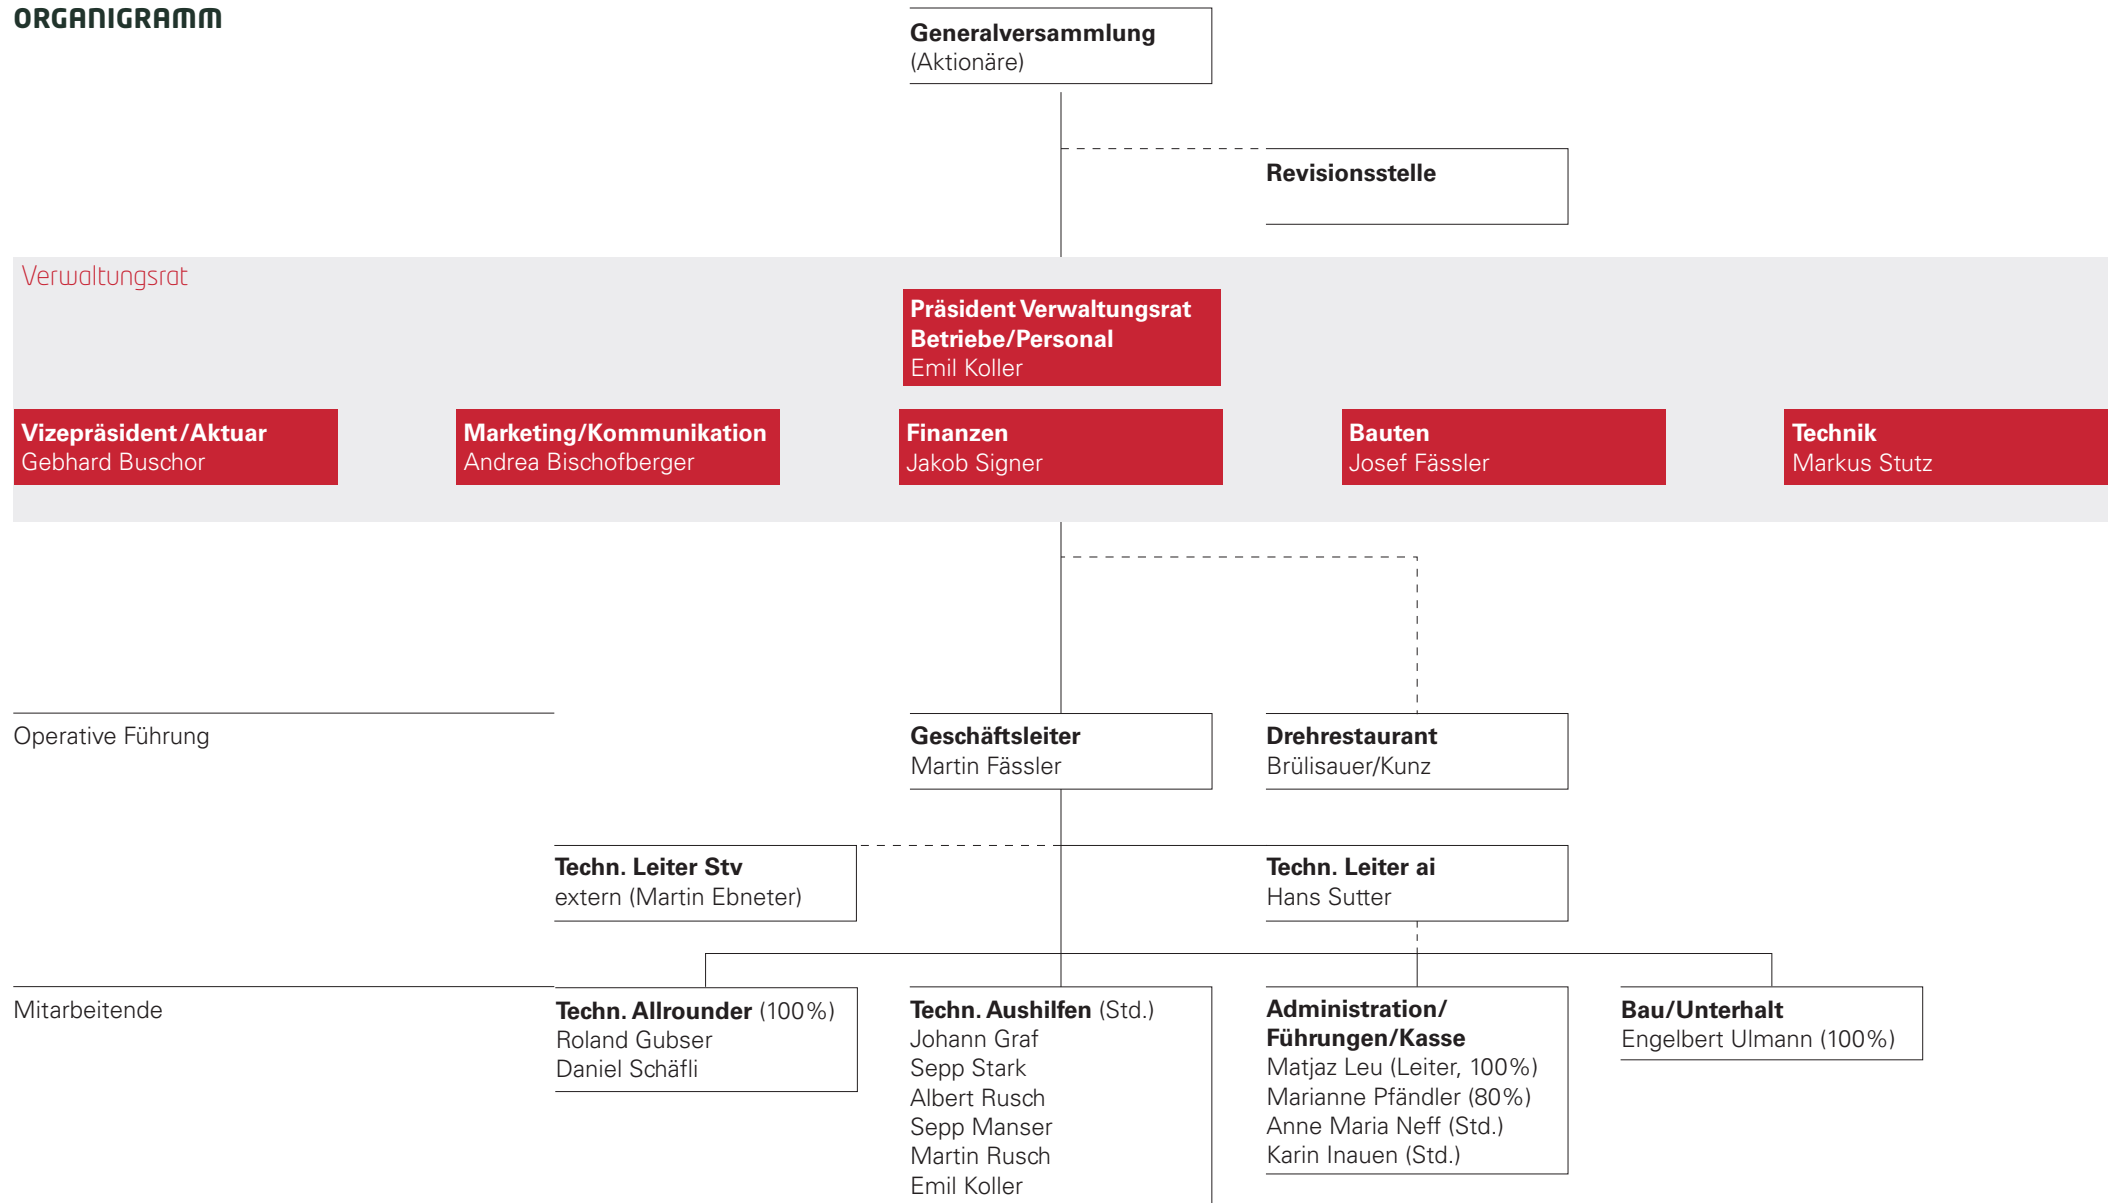 ORGANIGRAMM
Generalversammlung
(Aktionäre)
Revisionsstelle
Verwaltungsrat
Präsident Verwaltungsrat
Betriebe/Personal
Emil Koller
Vizepräsident/Aktuar
Gebhard Buschor
Marketing/Kommunikation
Andrea Bischofberger
Finanzen
Jakob Signer
Bauten
Josef Fässler
Technik
Markus Stutz
Operative Führung
Geschäftsleiter
Martin Fässler
Drehrestaurant
Brülisauer/Kunz
Techn. Leiter Stv
extern (Martin Ebneter)
Techn. Leiter ai
Hans Sutter
Mitarbeitende
Techn. Allrounder (100%)
Roland Gubser
Daniel Schäfli
Techn. Aushilfen (Std.)
Johann Graf
Sepp Stark
Albert Rusch
Sepp Manser
Martin Rusch
Emil Koller
Administration/
Führungen/Kasse
Matjaz Leu (Leiter, 100%)
Marianne Pfändler (80%)
Anne Maria Neff (Std.)
Karin Inauen (Std.)
Bau/Unterhalt
Engelbert Ulmann (100%)